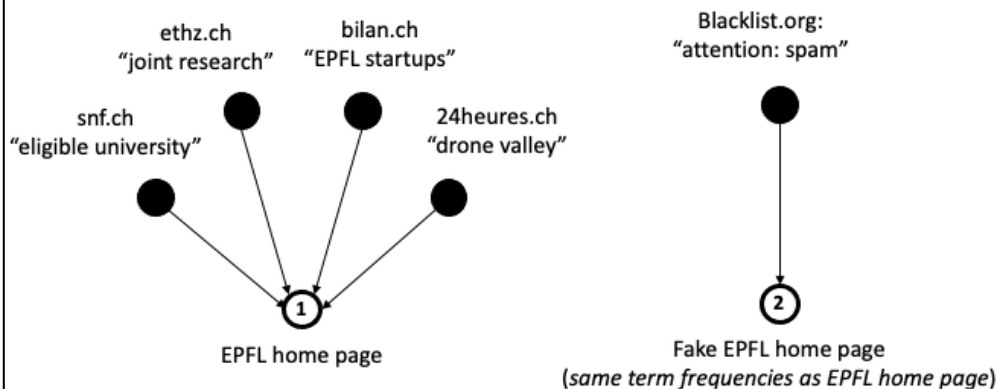 ethz.ch
“joint research”
bilan.ch
“EPFL startups”
snf.ch
“eligible university”
24heures.ch
“drone valley”
1
EPFL home page
Blacklist.org:
“attention: spam”
2
Fake EPFL home page
(same term frequencies as EPFL home page)